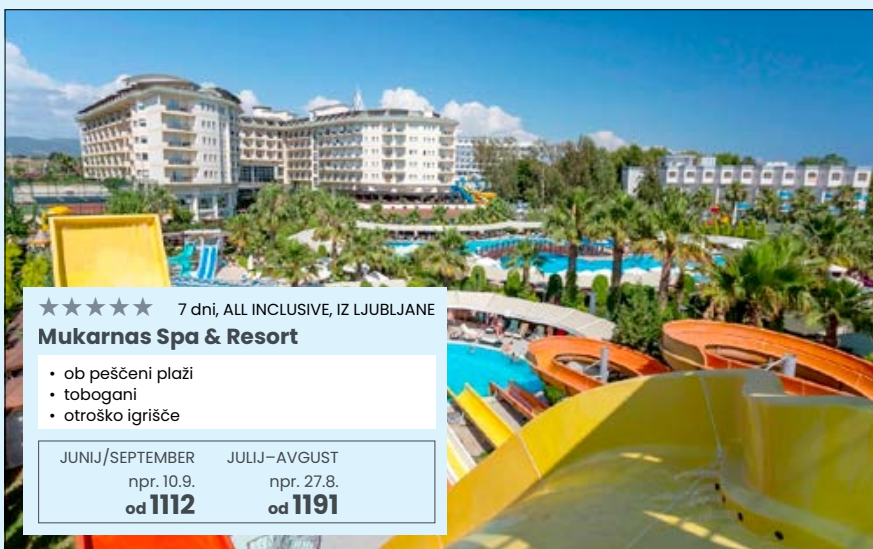 7 dni, ALL INCLUSIVE, IZ LJUBLJANE
Mukarnas Spa & Resort
• ob peščeni plaži
• tobogani
• otroško igrišče
JUNIJ/SEPTEMBER JULIJ–AVGUST
npr. 10.9. npr. 27.8.
od 1112 od 1191